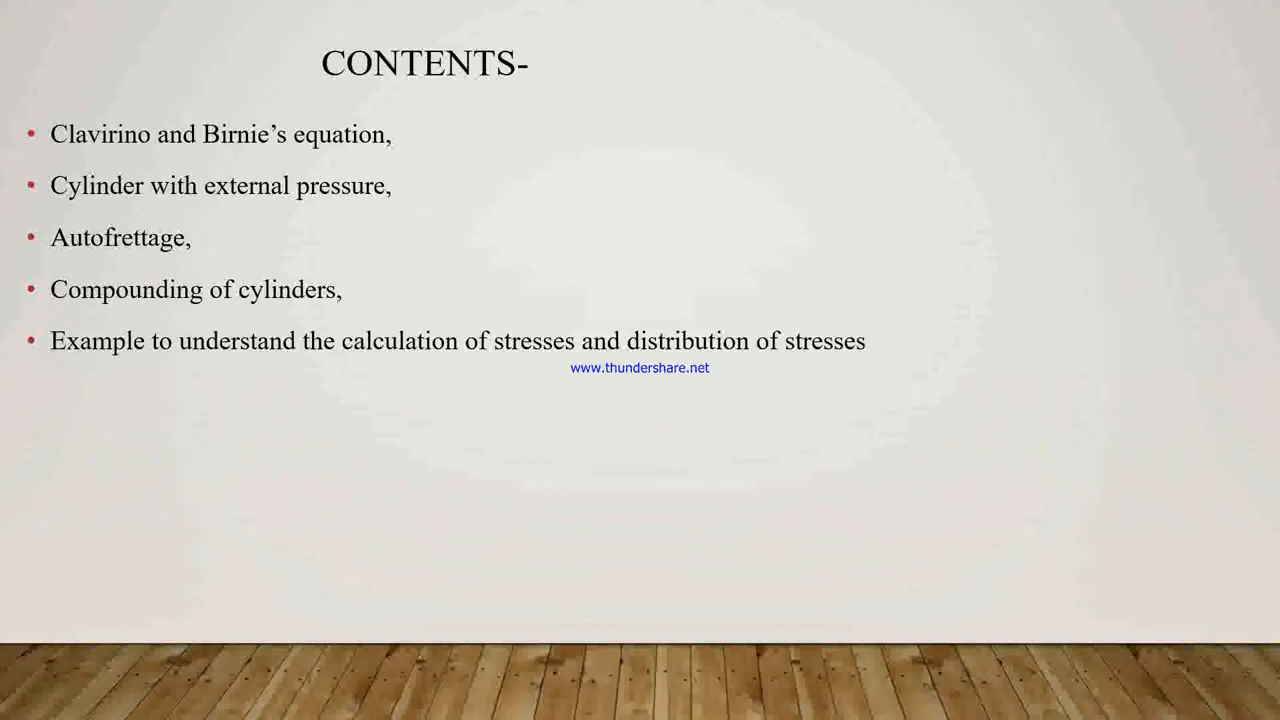 CONTENTS-
• Clavirino and Birnie’s equation,
• Cylinder with external pressure,
• Autofrettage,
• Compounding of cylinders,
• Example to understand the calculation of stresses and distribution of stresses
www.thundershare.net